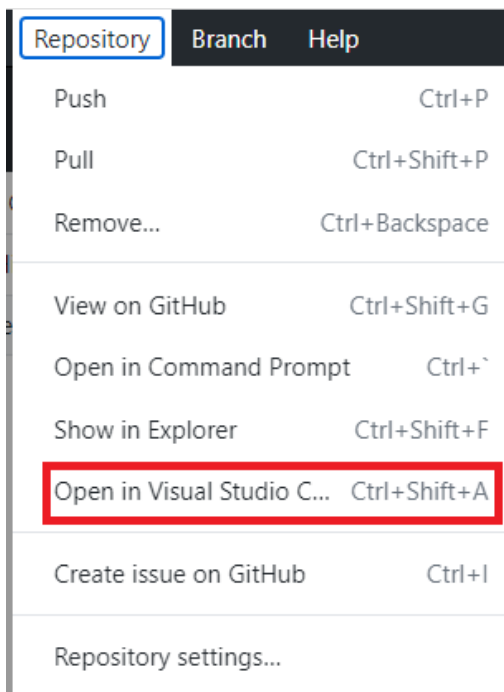 Repository Branch Help
Push Ctrl+P
Pull Ctrl+Shift+P
Remove... Ctrl+Backspace
View on GitHub Ctrl+Shift+G
Open in Command Prompt Ctrl+`
Show in Explorer Ctrl+Shift+F
Open in Visual Studio C... Ctrl+Shift+A
Create issue on GitHub Ctrl+I
Repository settings...